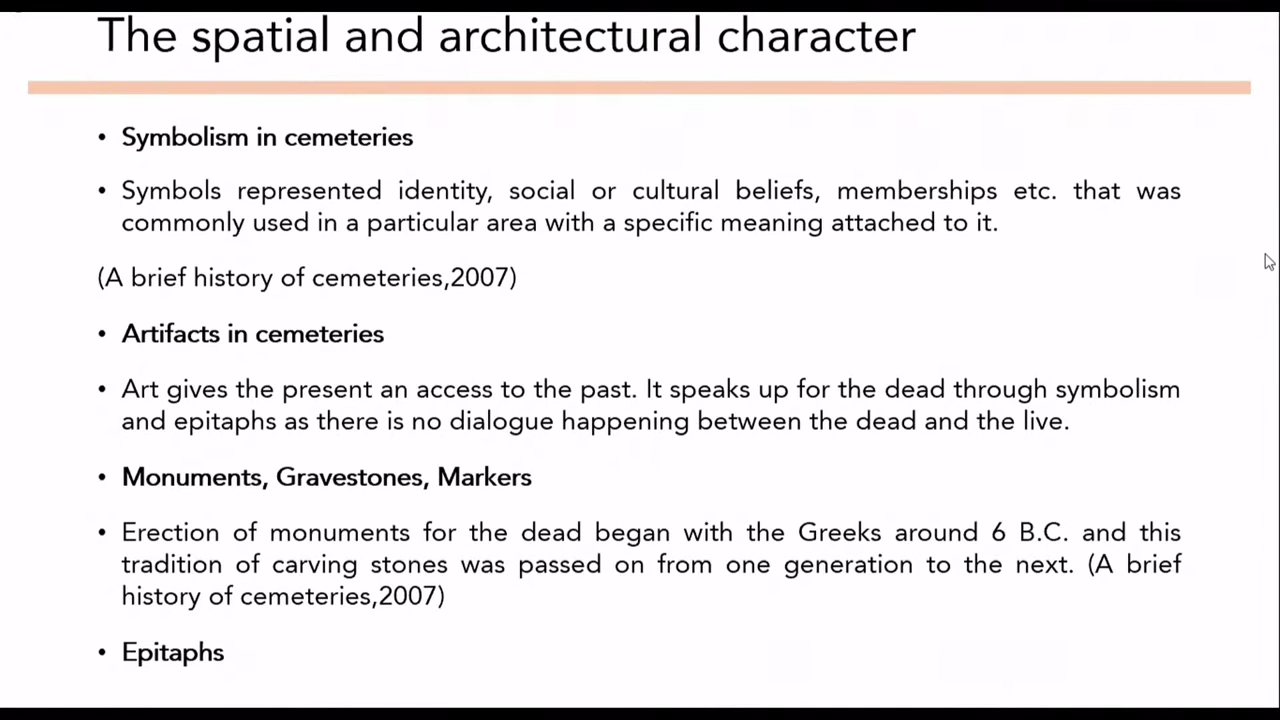 The spatial and architectural character
• Symbolism in cemeteries
• Symbols represented identity, social or cultural beliefs, memberships etc. that was
commonly used in a particular area with a specific meaning attached to it.
(A brief history of cemeteries,2007)
• Artifacts in cemeteries
• Art gives the present an access to the past. It speaks up for the dead through symbolism
and epitaphs as there is no dialogue happening between the dead and the live.
• Monuments, Gravestones, Markers
• Erection of monuments for the dead began with the Greeks around 6 B.C. and this
tradition of carving stones was passed on from one generation to the next. (A brief
history of cemeteries,2007)
• Epitaphs